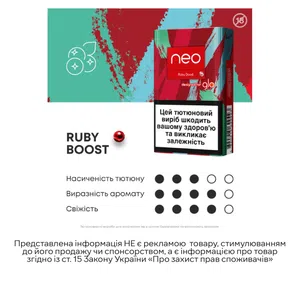 18
neo
Ruby Boost
glo
Цей тютюновий
виріб шкодить
вашому здоров'ю
та викликає
залежність
RUBY
BOOST
Насиченість тютюну
Виразність аромату
Свіжість
Представлена інформація НЕ є рекламою товару, стимулюванням
до його продажу чи спонсорством, а є інформацією про товар
згідно із ст. 15 Закону України «Про захист прав споживачів»